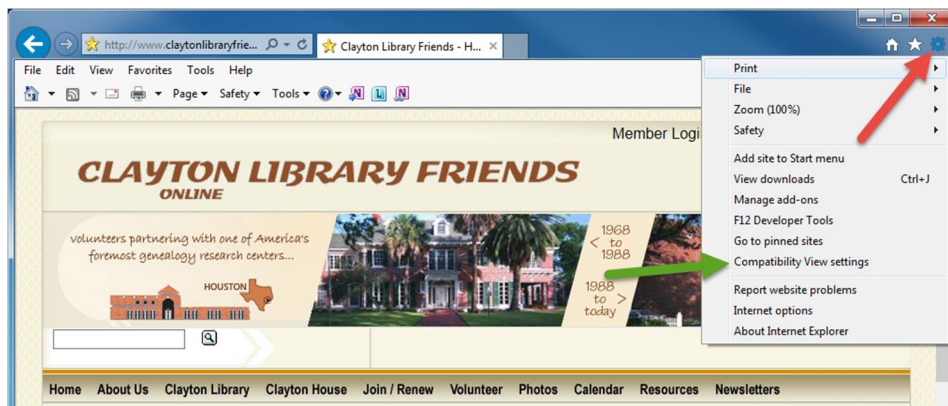 http://www.claytonlibraryfrie...
Clayton Library Friends - H...
File Edit View Favorites Tools Help
Page Safety Tools
Member Logi
CLAYTON LIBRARY FRIENDS
ONLINE
volunteers partnering with one of America's
foremost genealogy research centers...
HOUSTON
1968
< to
1988
1988
to >
today
Home About Us Clayton Library Clayton House Join / Renew Volunteer Photos Calendar Resources Newsletters
Print
File
Zoom (100%)
Safety
Add site to Start menu
View downloads Ctrl+J
Manage add-ons
F12 Developer Tools
Go to pinned sites
Compatibility View settings
Report website problems
Internet options
About Internet Explorer